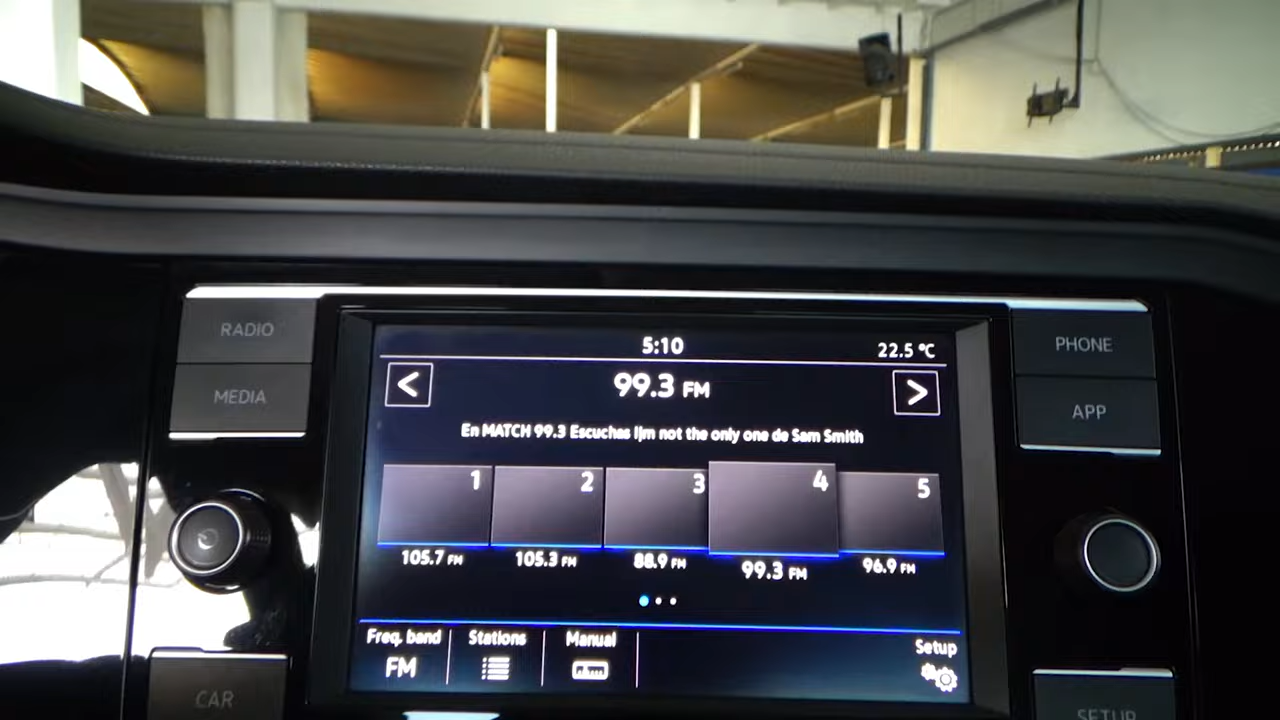 RADIO
MEDIA
5:10
22.5 °C
<
99.3 FM
>
En MATCH 99.3 Escuchas I|m not the only one de Sam Smith
1
2
3
4
5
105.7 FM
105.3 FM
88.9 FM
99.3 FM
96.9 FM
Freq. band
FM
Stations
Manual
Setup
PHONE
APP
CAR
SETUP